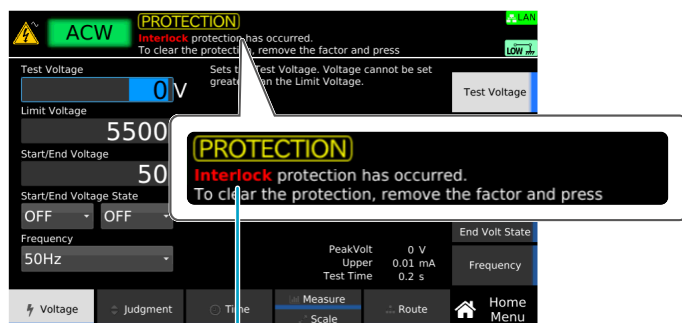 ACW
PROTECTION
Interlock protection has occurred.
To clear the protection, remove the factor and press
LAN
LOW
Test Voltage
0 V
Sets the Test Voltage. Voltage cannot be set
greater than the Limit Voltage.
Test Voltage
Limit Voltage
5500
Start/End Voltage
50
Start/End Voltage State
OFF OFF
Frequency
50Hz
PROTECTION
Interlock protection has occurred.
To clear the protection, remove the factor and press
PeakVolt 0 V
Upper 0.01 mA
Test Time 0.2 s
End Volt State
Frequency
Voltage
Judgment
Time
Measure
Scale
Route
Home
Menu